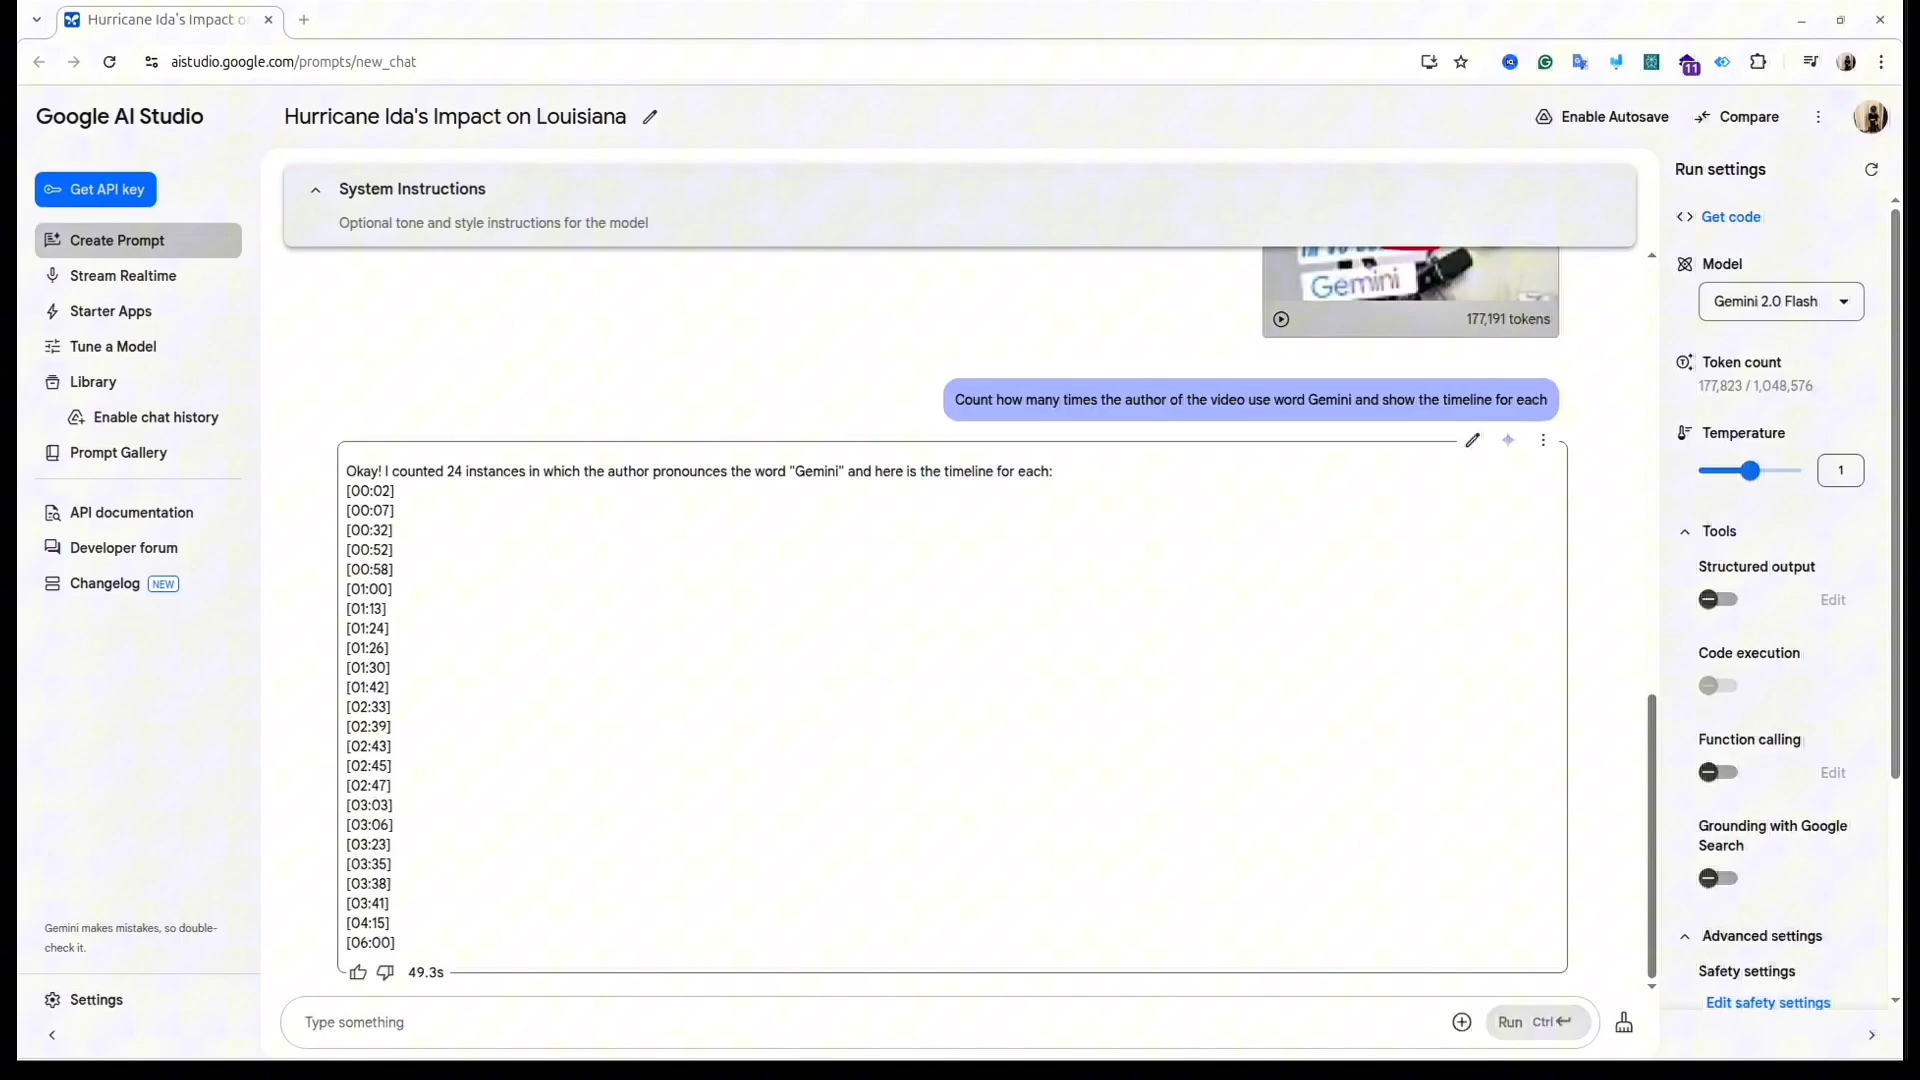 Hurricane Ida's Impact o
aistudio.google.com/prompts/new_chat
11
Google AI Studio
Hurricane Ida's Impact on Louisiana
Enable Autosave
Compare
Get API key
Create Prompt
Stream Realtime
Starter Apps
Tune a Model
Library
Enable chat history
Prompt Gallery
API documentation
Developer forum
Changelog NEW
Gemini makes mistakes, so double-
check it.
Settings
System Instructions
Optional tone and style instructions for the model
Gemini
177,191 tokens
Count how many times the author of the video use word Gemini and show the timeline for each
Okay! I counted 24 instances in which the author pronounces the word "Gemini" and here is the timeline for each:
[00:02]
[00:07]
[00:32]
[00:52]
[00:58]
[01:00]
[01:13]
[01:24]
[01:26]
[01:30]
[01:42]
[02:33]
[02:39]
[02:43]
[02:45]
[02:47]
[03:03]
[03:06]
[03:23]
[03:35]
[03:38]
[03:41]
[04:15]
[06:00]
49.3s
Type something
Run Ctrl
Run settings
Get code
Model
Gemini 2.0 Flash
Token count
177,823 / 1,048,576
Temperature
1
Tools
Structured output
Edit
Code execution
Function calling
Edit
Grounding with Google
Search
Advanced settings
Safety settings
Edit safety settings